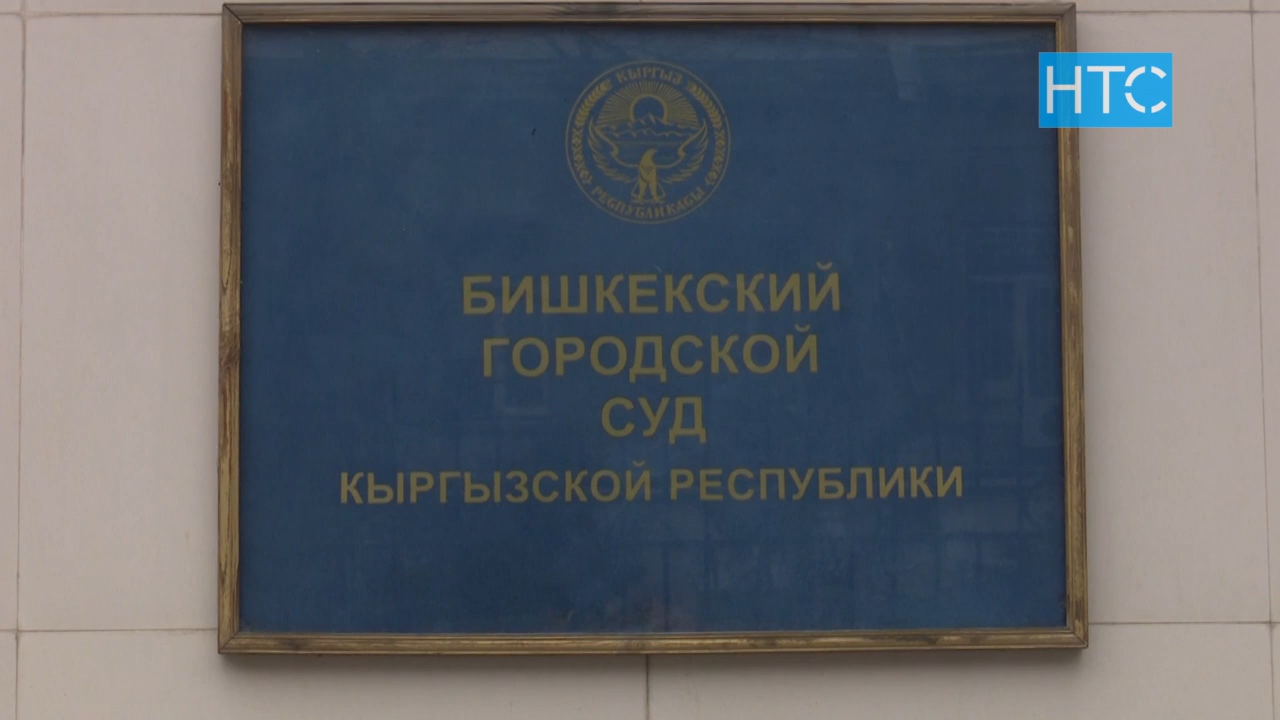 НТС
КЫРГЫЗ
РЕСПУБЛИКАСЫ
БИШКЕКСКИЙ
ГОРОДСКОЙ
СУД
КЫРГЫЗСКОЙ РЕСПУБЛИКИ